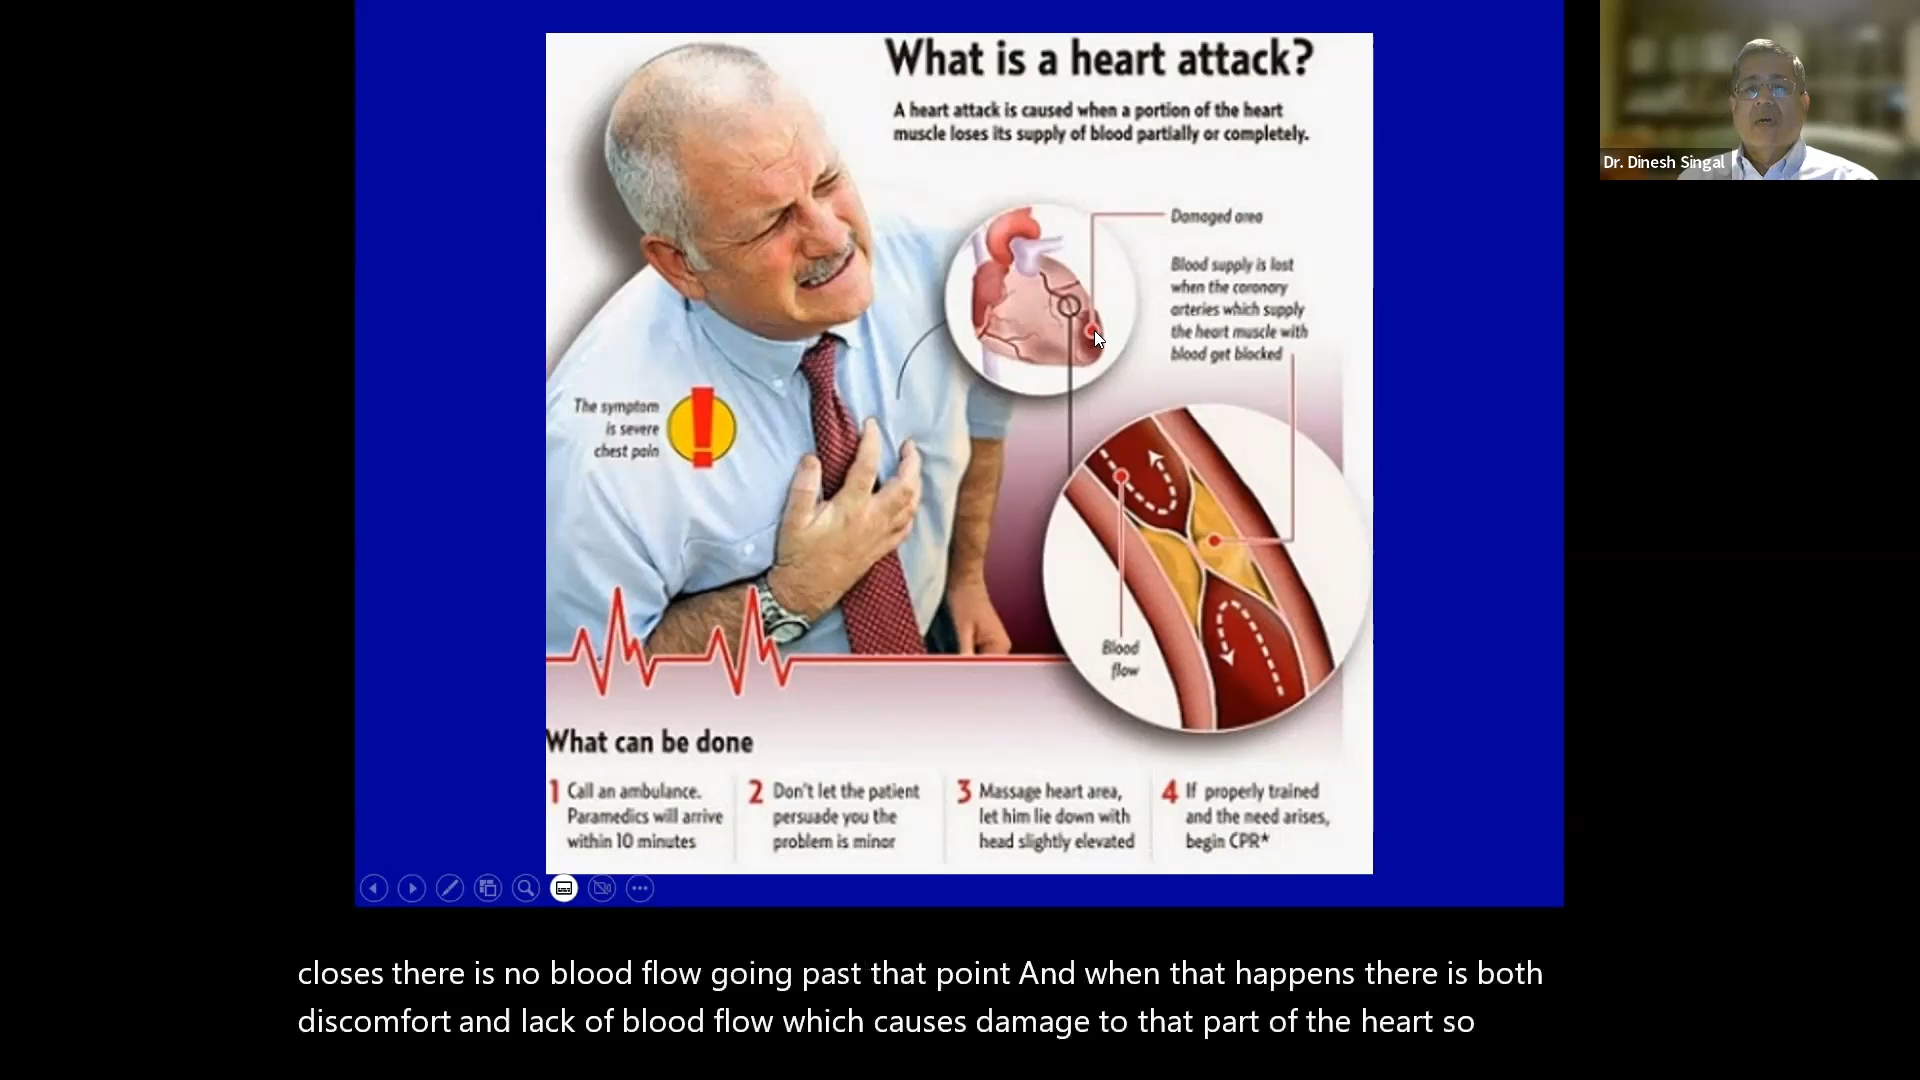 What is a heart attack?
A heart attack is caused when a portion of the heart
muscle loses its supply of blood partially or completely.
Dr. Dinesh Singal
Damaged area
Blood supply is lost
when the coronary
arteries which supply
the heart muscle with
blood get blocked
The symptom
is severe
chest pain
Blood
flow
What can be done
1 Call an ambulance.
Paramedics will arrive
within 10 minutes
2 Don't let the patient
persuade you the
problem is minor
3 Massage heart area,
let him lie down with
head slightly elevated
4 If properly trained
and the need arises,
begin CPR*
closes there is no blood flow going past that point And when that happens there is both
discomfort and lack of blood flow which causes damage to that part of the heart so